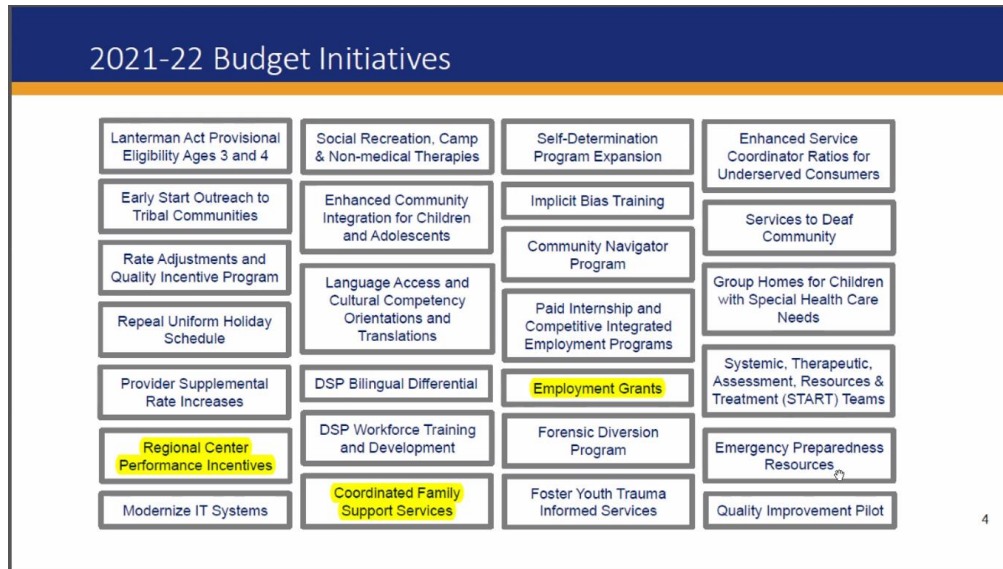 2021-22 Budget Initiatives
Lanterman Act Provisional
Eligibility Ages 3 and 4
Early Start Outreach to
Tribal Communities
Rate Adjustments and
Quality Incentive Program
Repeal Uniform Holiday
Schedule
Provider Supplemental
Rate Increases
Regional Center
Performance Incentives
Modernize IT Systems
Social Recreation, Camp
& Non-medical Therapies
Enhanced Community
Integration for Children
and Adolescents
Language Access and
Cultural Competency
Orientations and
Translations
DSP Bilingual Differential
DSP Workforce Training
and Development
Coordinated Family
Support Services
Self-Determination
Program Expansion
Implicit Bias Training
Community Navigator
Program
Paid Internship and
Competitive Integrated
Employment Programs
Employment Grants
Forensic Diversion
Program
Foster Youth Trauma
Informed Services
Enhanced Service
Coordinator Ratios for
Underserved Consumers
Services to Deaf
Community
Group Homes for Children
with Special Health Care
Needs
Systemic, Therapeutic,
Assessment, Resources &
Treatment (START) Teams
Emergency Preparedness
Resources
Quality Improvement Pilot
4